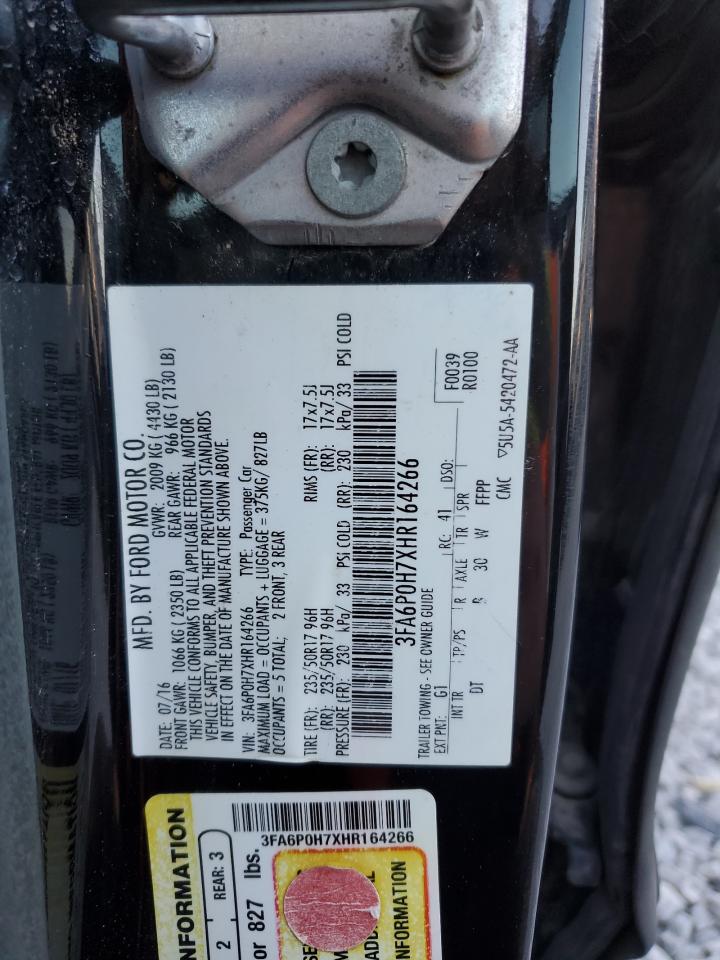 MFD. BY FORD MOTOR CO.
DATE: 07/16 GVWR: 2009 KG ( 4430 LB)
FRONT GAWR: 1066 KG ( 2350 LB) REAR GAWR: 966 KG ( 2130 LB)
THIS VEHICLE CONFORMS TO ALL APPLICABLE FEDERAL MOTOR
VEHICLE SAFETY, BUMPER, AND THEFT PREVENTION STANDARDS
IN EFFECT ON THE DATE OF MANUFACTURE SHOWN ABOVE.
VIN: 3FA6P0H7XHR164266 TYPE: Passenger Car
MAXIMUM LOAD = OCCUPANTS + LUGGAGE = 375KG/ 827LB
OCCUPANTS = 5 TOTAL; 2 FRONT, 3 REAR
TIRE (FR): 235/50R17 96H RIMS (FR): 17x7.5J
(RR): 235/50R17 96H (RR): 17x7.5J
PRESSURE (FR): 230 kPa/ 33 PSI COLD (RR): 230 kPa/ 33 PSI COLD
3FA6P0H7XHR164266
TRAILER TOWING - SEE OWNER GUIDE F0039
R0100
EXT PNT: G1 RC: 41 DSO:
INT TR TP/PS R AXLE TR SPR
DT 30 W FFPP
CMC ▽5U5A-5420472-AA
3FA6P0H7XHR164266
2 REAR: 3
or 827 lbs.
INFORMATION